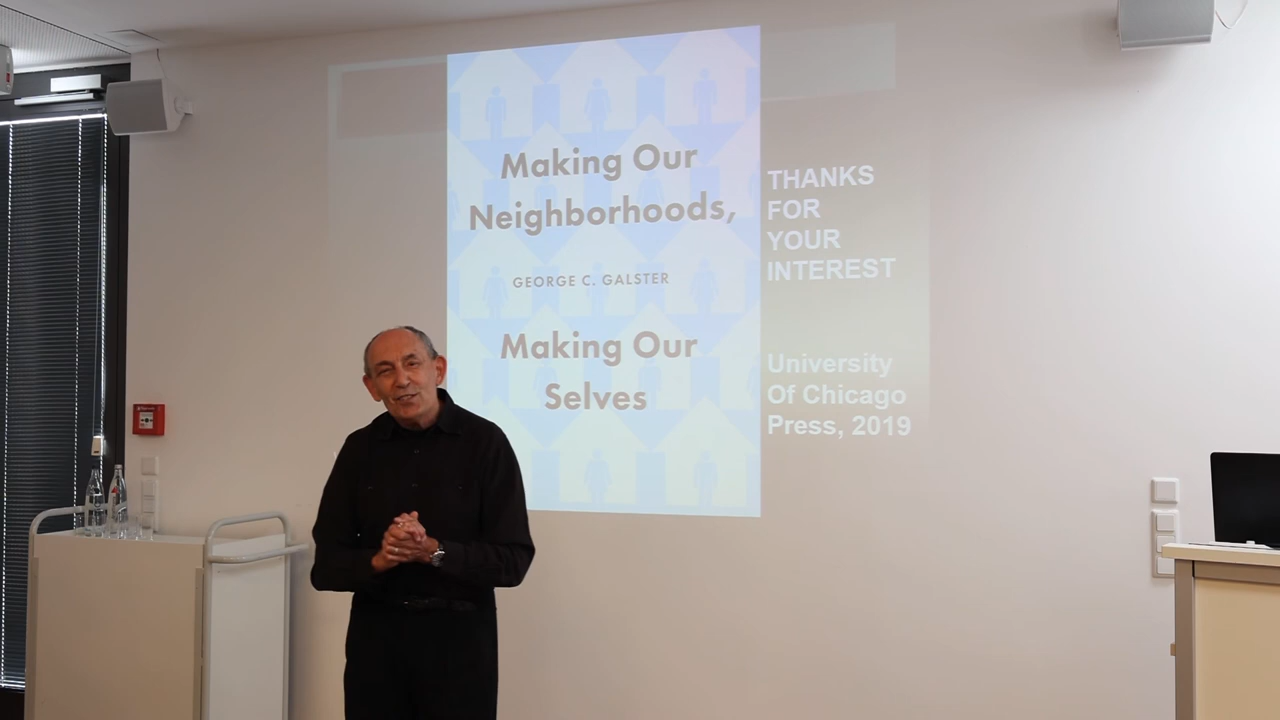 Making Our
Neighborhoods,
GEORGE C. GALSTER
Making Our
Selves
THANKS
FOR
YOUR
INTEREST
University
Of Chicago
Press, 2019